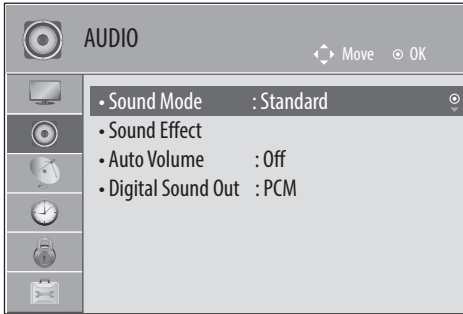 AUDIO
Move OK
• Sound Mode : Standard
• Sound Effect
• Auto Volume : Off
• Digital Sound Out : PCM